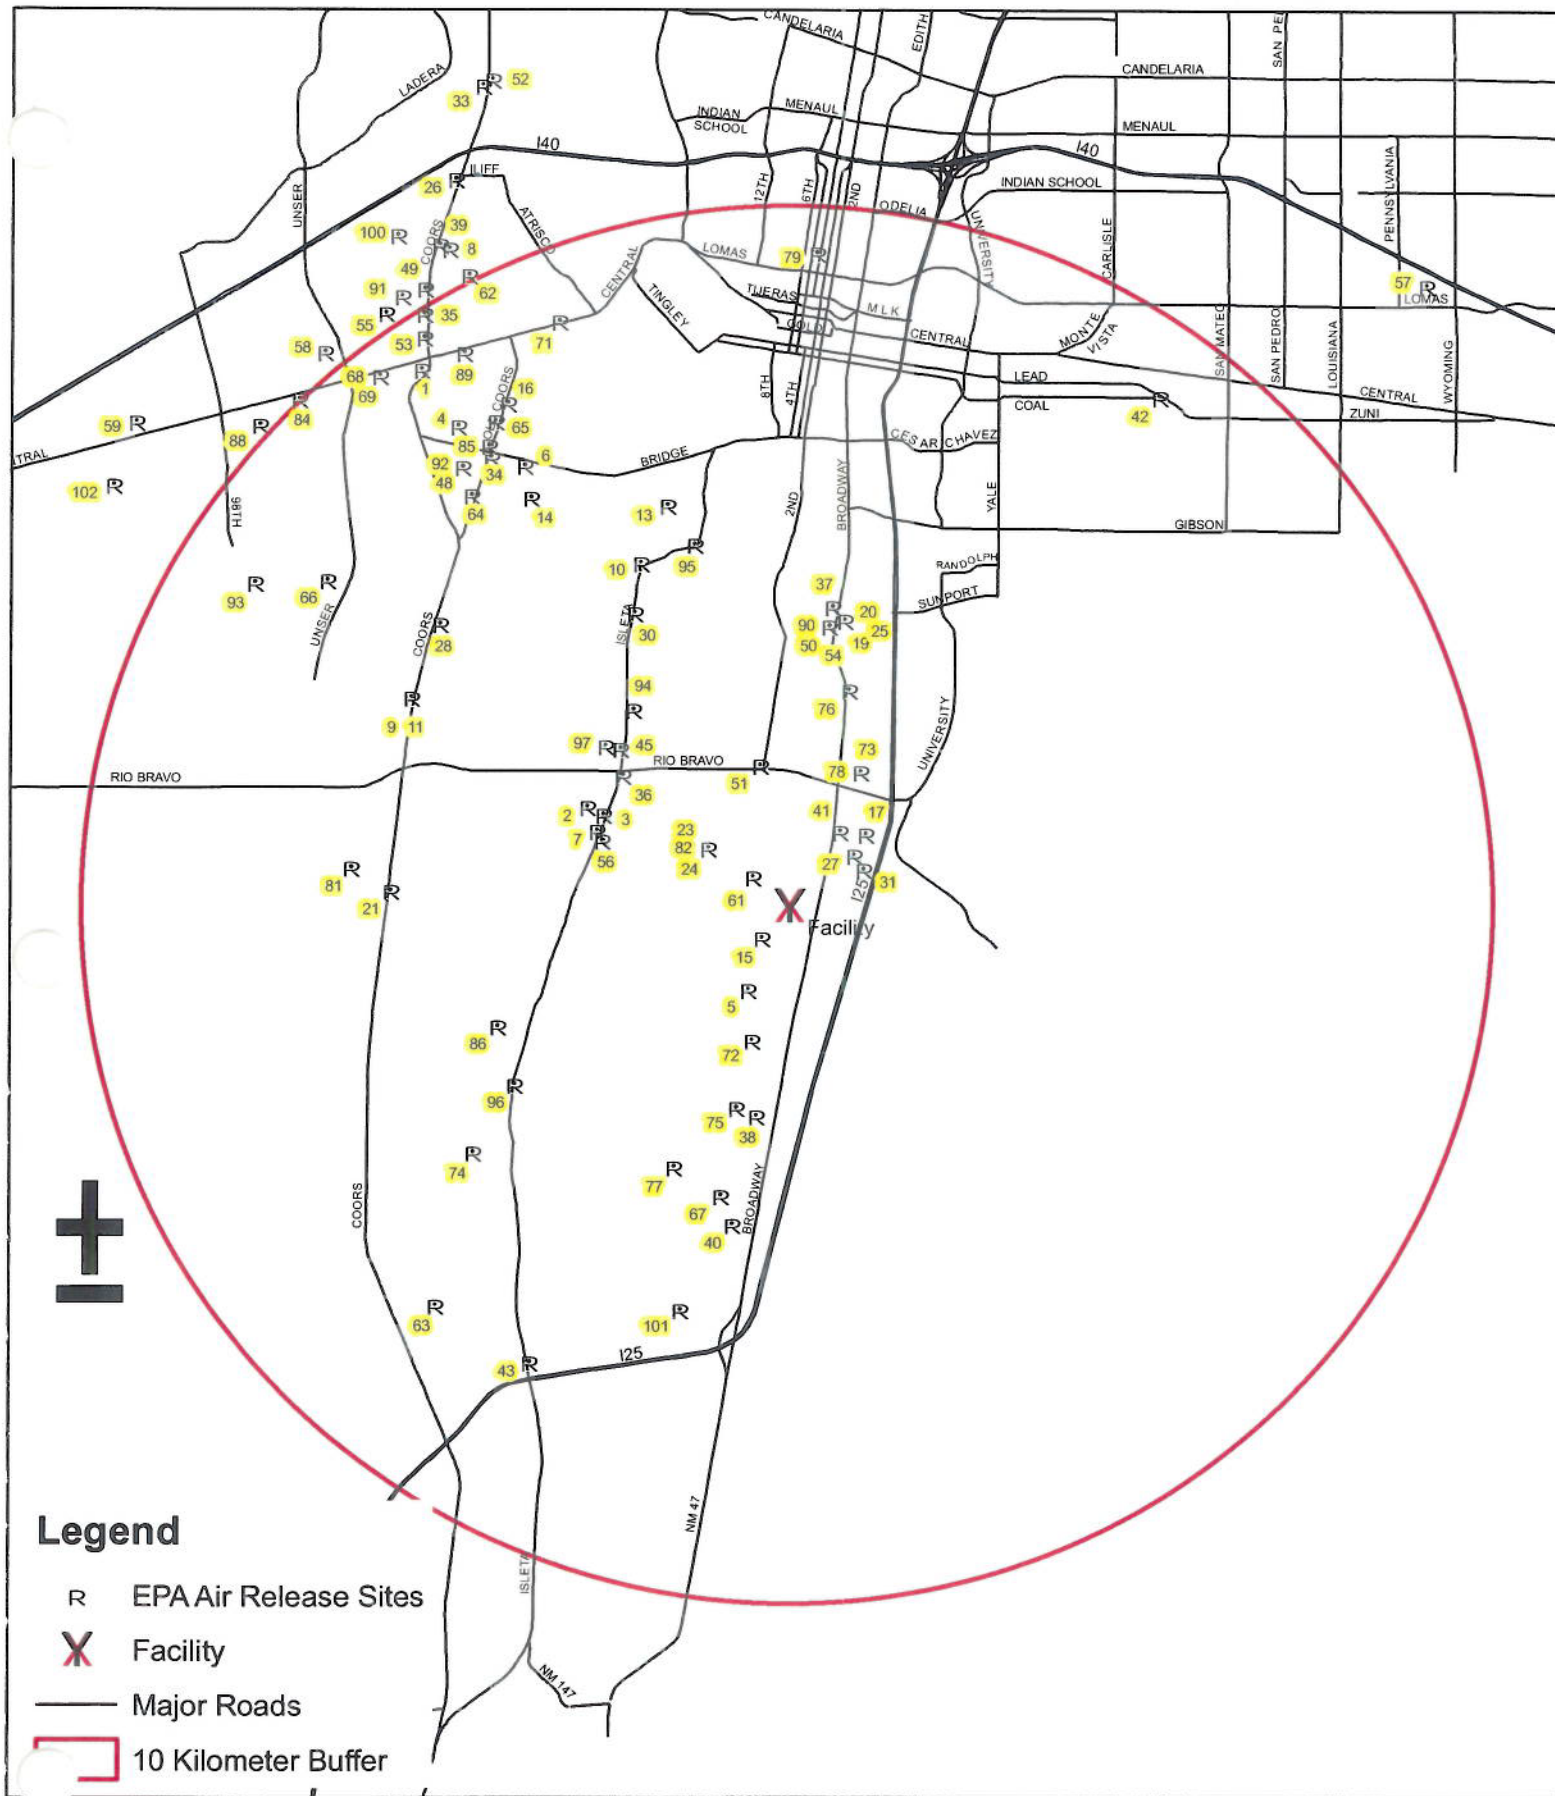 CANDELARIA
EDITH
SAN PE
LADERA
52
33
CANDELARIA
INDIAN
SCHOOL
MENAUL
MENAUL
I40
I40
ILIFF
26
UNSER
12TH
6TH
2ND
ODELIA
INDIAN SCHOOL
PENNSYLVANIA
ATRISCO
COORS
100
39
8
49
UNIVERSITY
CARLISLE
CENTRAL
LOMAS
79
57
LOMAS
91
62
TINGLEY
TIJERAS
MLK
55
35
GOLD
CENTRAL
MONTE
VISTA
SAN MATEO
SAN PEDRO
LOUISIANA
WYOMING
58
53
71
68
89
69
1
16
8TH
4TH
LEAD
COAL
42
CENTRAL
ZUNI
59
84
88
4
OLD COORS
65
85
6
CESAR CHAVEZ
TRAL
92
34
BRIDGE
48
102
98TH
64
14
13
2ND
BROADWAY
YALE
GIBSON
10
95
RANDOLPH
93
66
37
SUNPORT
UNSER
COORS
28
ISLETA
30
90
20
25
50
19
54
94
76
9
11
UNIVERSITY
97
45
73
RIO BRAVO
RIO BRAVO
51
78
36
2
3
41
17
7
23
56
82
24
27
31
I25
81
21
61
Facility
15
5
86
72
96
75
38
74
77
BROADWAY
67
40
COORS
63
101
43
I25
NM 47
ISLETA
NM 147
Legend
R EPA Air Release Sites
Facility
Major Roads
10 Kilometer Buffer